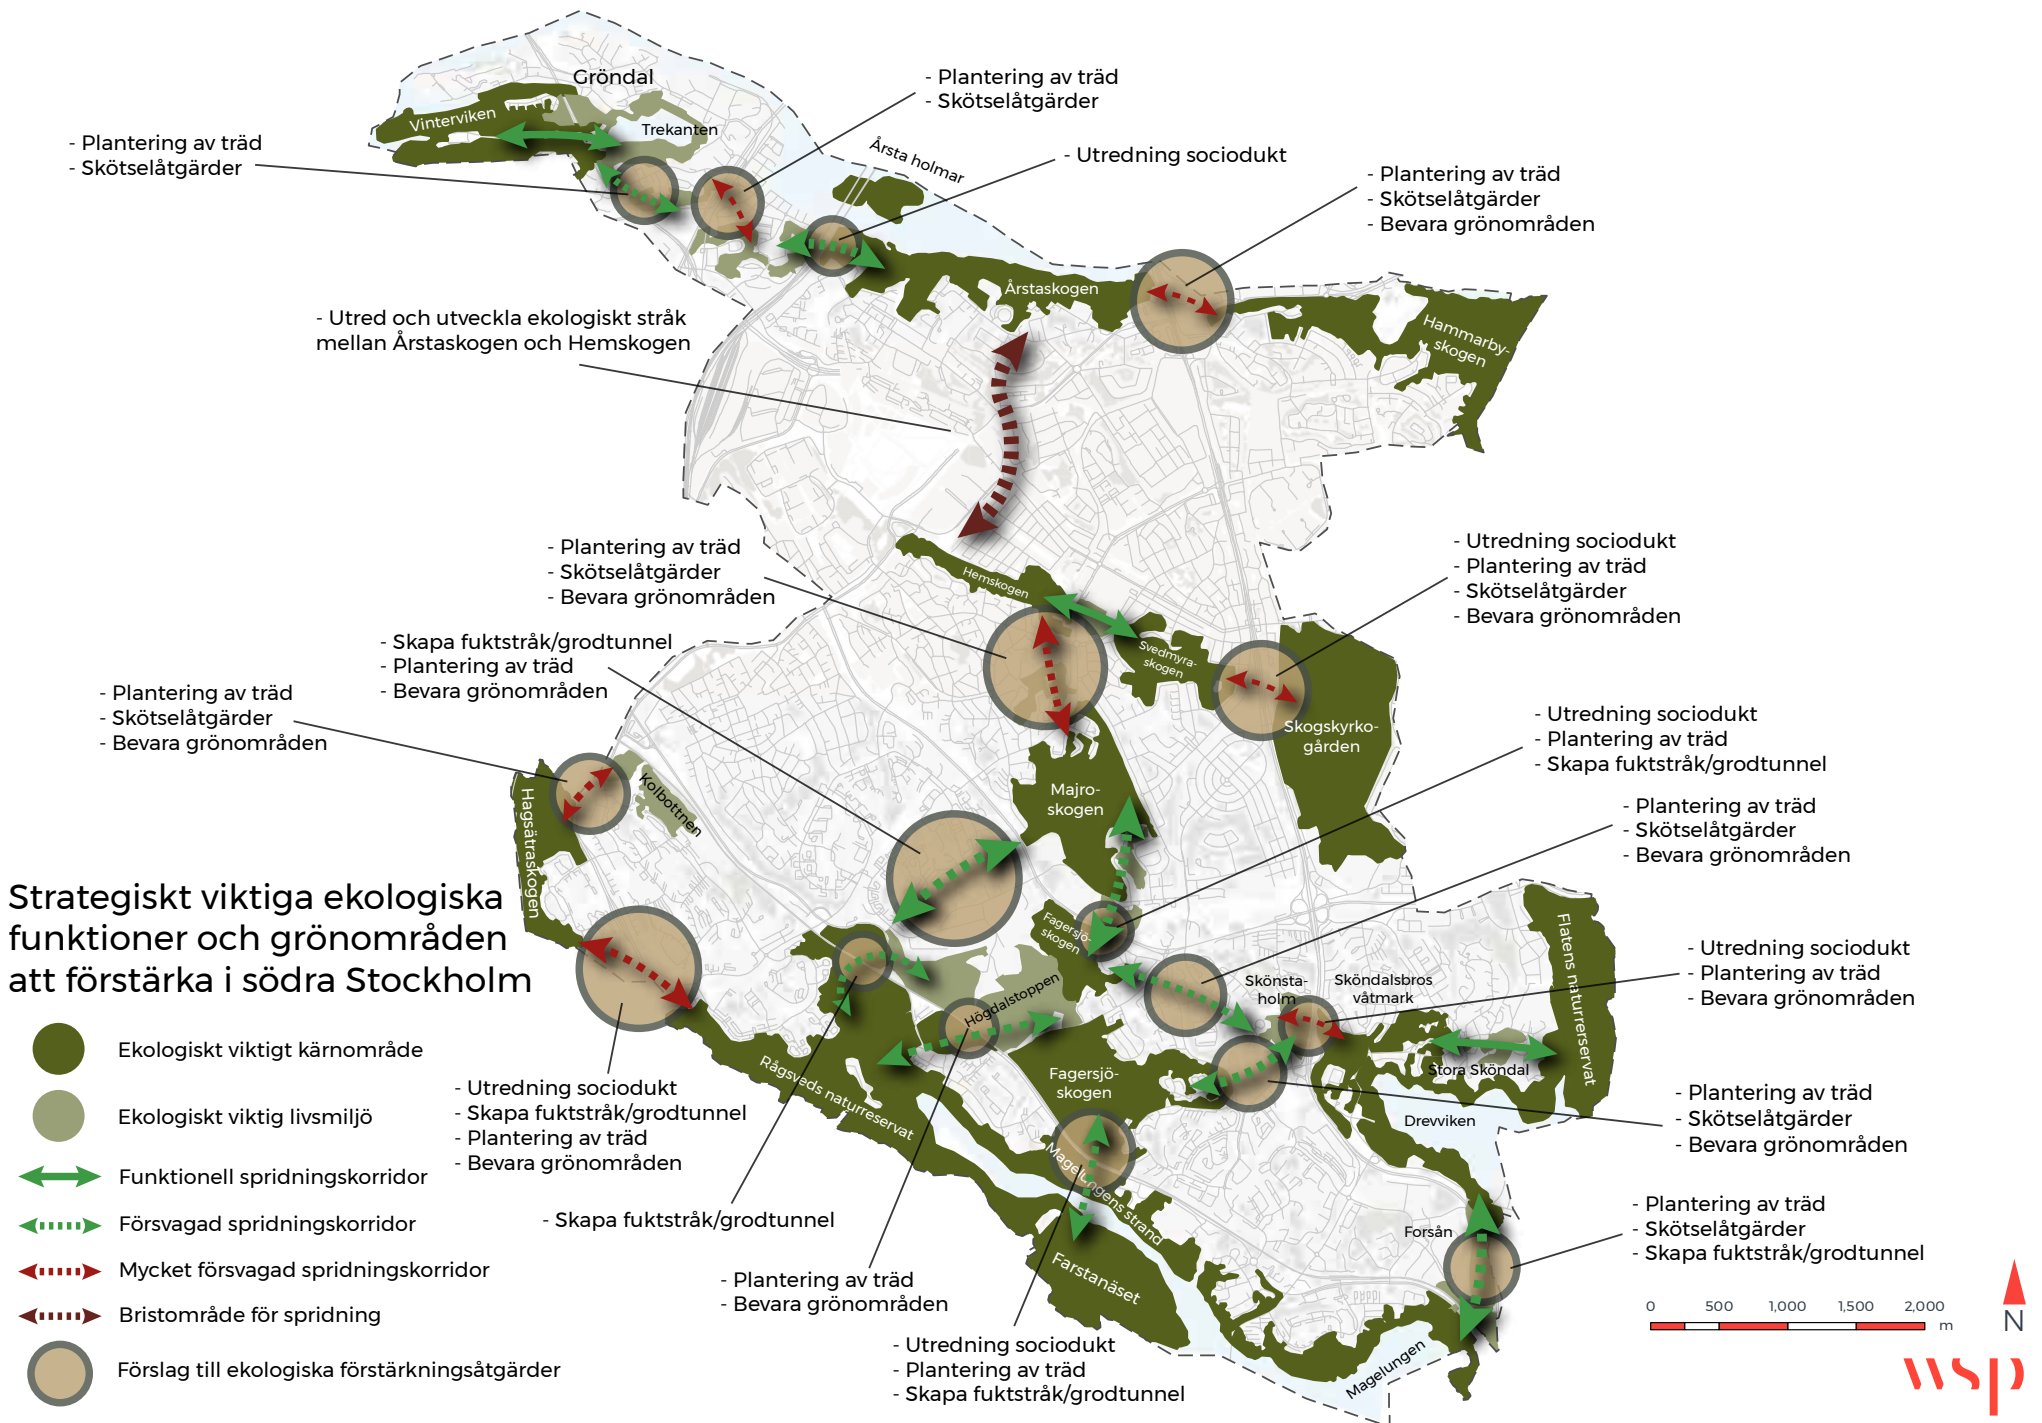 Gröndal
- Plantering av träd
- Skötselåtgärder
Vinterviken
Trekanten
- Plantering av träd
- Skötselåtgärder
Årsta holmar
- Utredning sociodukt
- Plantering av träd
- Skötselåtgärder
- Bevara grönområden
Årstaskogen
- Utred och utveckla ekologiskt stråk
mellan Årstaskogen och Hemskogen
Hammarby-
skogen
- Plantering av träd
- Skötselåtgärder
- Bevara grönområden
- Utredning sociodukt
- Plantering av träd
- Skötselåtgärder
- Bevara grönområden
Hemskogen
- Skapa fuktstråk/grodtunnel
- Plantering av träd
- Bevara grönområden
Svedmyra-
skogen
- Plantering av träd
- Skötselåtgärder
- Bevara grönområden
Skogskyrko-
gården
- Utredning sociodukt
- Plantering av träd
- Skapa fuktstråk/grodtunnel
Hagsätraskogen
Kolbottnen
Majro-
skogen
- Plantering av träd
- Skötselåtgärder
- Bevara grönområden
Strategiskt viktiga ekologiska
funktioner och grönområden
att förstärka i södra Stockholm
Fagersjö-
skogen
Flatens naturrerservat
- Utredning sociodukt
- Plantering av träd
- Bevara grönområden
Högdalstoppen
Skönsta-
holm
Sköndalsbros
våtmark
Ekologiskt viktigt kärnområde
Ekologiskt viktig livsmiljö
Funktionell spridningskorridor
Försvagad spridningskorridor
Mycket försvagad spridningskorridor
Bristområde för spridning
Förslag till ekologiska förstärkningsåtgärder
- Utredning sociodukt
- Skapa fuktstråk/grodtunnel
- Plantering av träd
- Bevara grönområden
Rågsveds naturreservat
Fagersjö-
skogen
Stora Sköndal
Drevviken
- Plantering av träd
- Skötselåtgärder
- Bevara grönområden
- Skapa fuktstråk/grodtunnel
Magelungens strand
Farstanäset
Forsån
- Plantering av träd
- Skötselåtgärder
- Skapa fuktstråk/grodtunnel
- Plantering av träd
- Bevara grönområden
- Utredning sociodukt
- Plantering av träd
- Skapa fuktstråk/grodtunnel
Magelungen
0 500 1,000 1,500 2,000
m
N
wsp